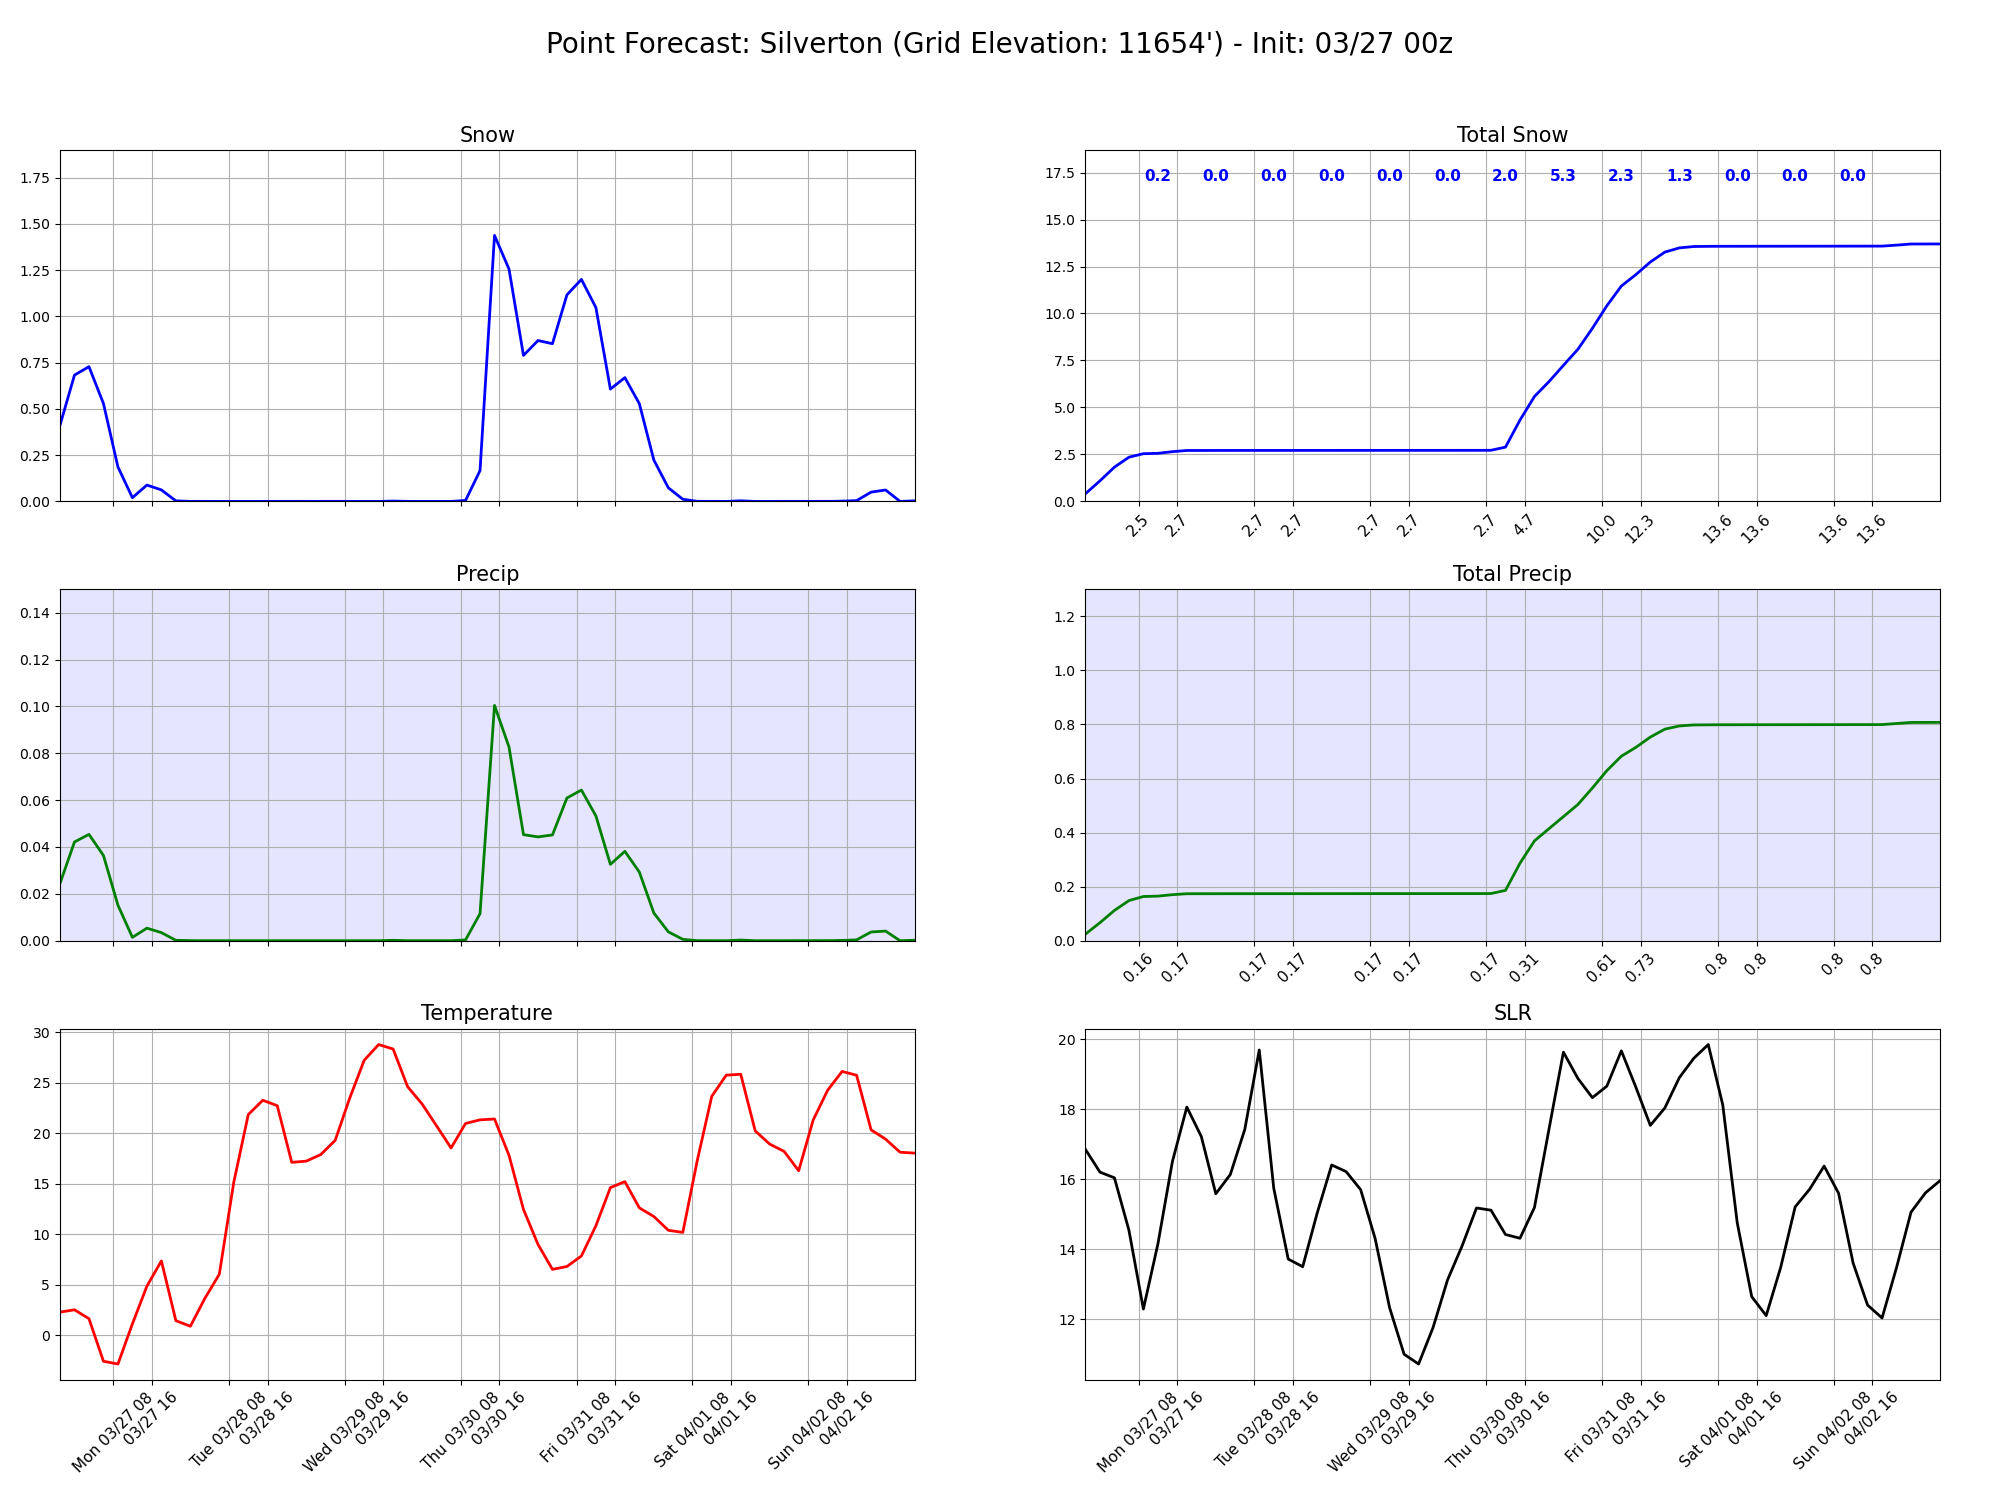 Point Forecast: Silverton (Grid Elevation: 11654') - Init: 03/27 00z
Snow
1.75
1.50
1.25
1.00
0.75
0.50
0.25
0.00
Total Snow
17.5
15.0
12.5
10.0
7.5
5.0
2.5
0.0
0.2 0.0 0.0 0.0 0.0 0.0 2.0 5.3 2.3 1.3 0.0 0.0 0.0
2.5 2.7 2.7 2.7 2.7 2.7 2.7 4.7 10.0 12.3 13.6 13.6 13.6 13.6
Precip
0.14
0.12
0.10
0.08
0.06
0.04
0.02
0.00
Total Precip
1.2
1.0
0.8
0.6
0.4
0.2
0.0
0.16 0.17 0.17 0.17 0.17 0.17 0.17 0.31 0.61 0.73 0.8 0.8 0.8 0.8
Temperature
30
25
20
15
10
5
0
Mon 03/27 08
03/27 16
Tue 03/28 08
03/28 16
Wed 03/29 08
03/29 16
Thu 03/30 08
03/30 16
Fri 03/31 08
03/31 16
Sat 04/01 08
04/01 16
Sun 04/02 08
04/02 16
SLR
20
18
16
14
12
Mon 03/27 08
03/27 16
Tue 03/28 08
03/28 16
Wed 03/29 08
03/29 16
Thu 03/30 08
03/30 16
Fri 03/31 08
03/31 16
Sat 04/01 08
04/01 16
Sun 04/02 08
04/02 16